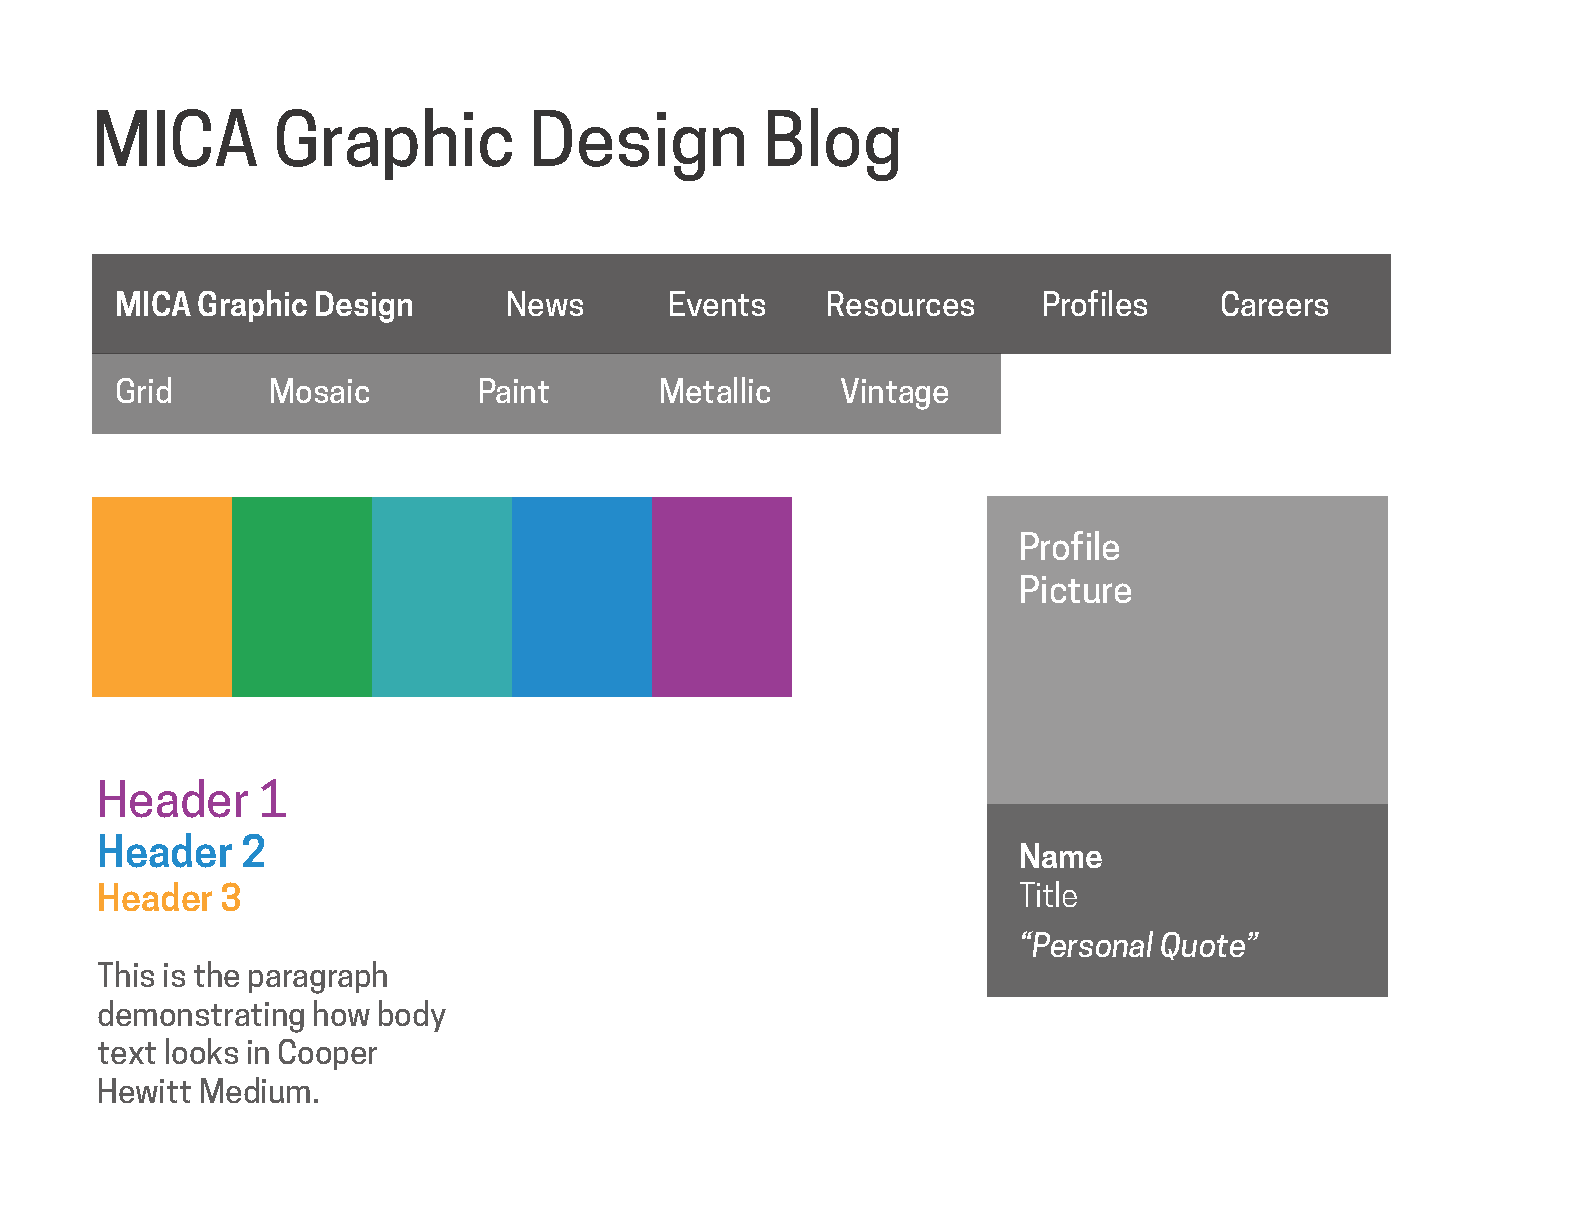 MICA Graphic Design Blog
MICA Graphic Design News Events Resources Profiles Careers
Grid Mosaic Paint Metallic Vintage
Profile
Picture
Name
Title
“Personal Quote”
Header 1
Header 2
Header 3
This is the paragraph
demonstrating how body
text looks in Cooper
Hewitt Medium.